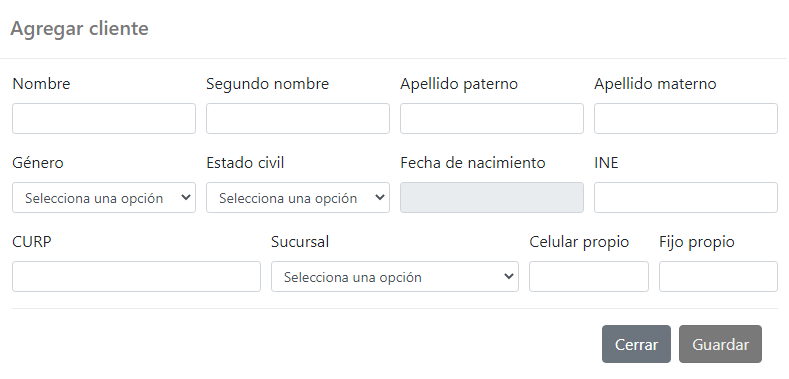 Agregar cliente
Nombre Segundo nombre Apellido paterno Apellido materno
Género Estado civil Fecha de nacimiento INE
Selecciona una opción Selecciona una opción
CURP Sucursal Celular propio Fijo propio
Selecciona una opción
Cerrar Guardar